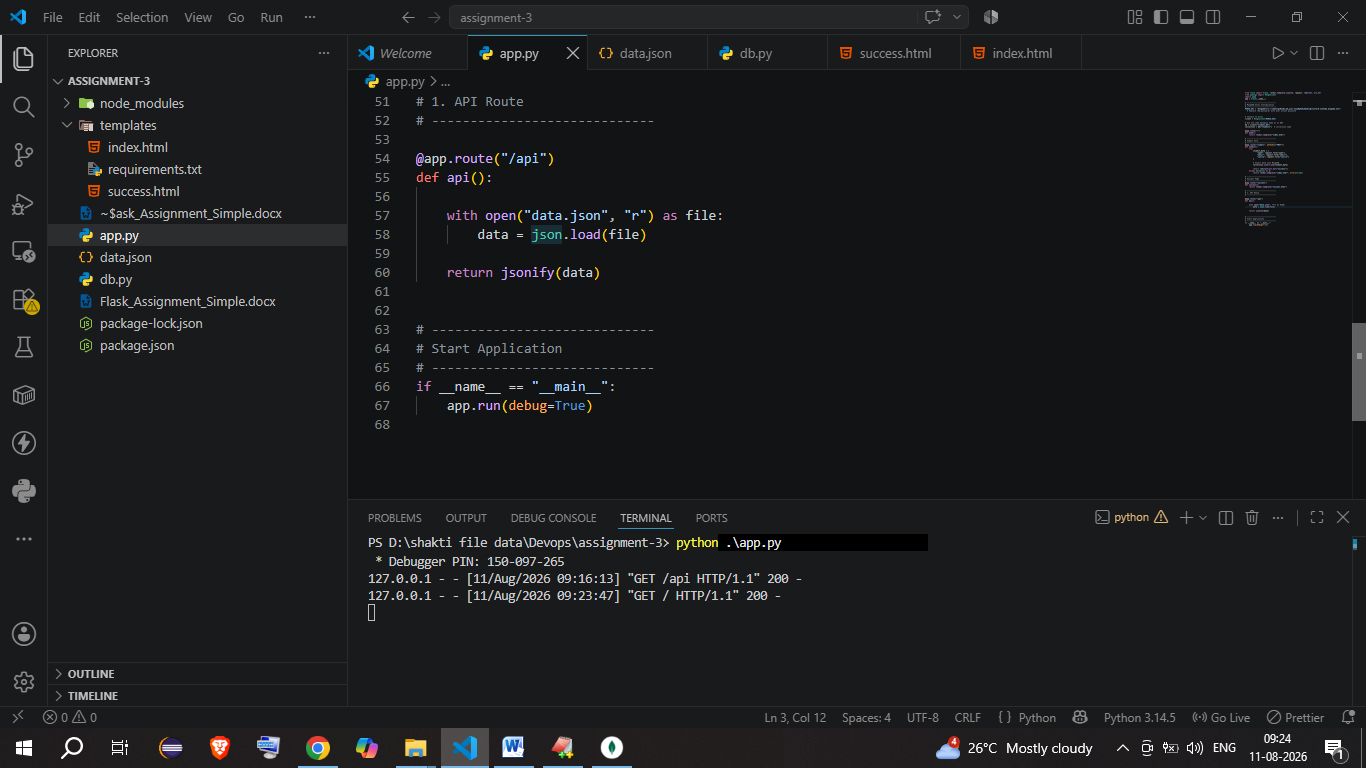 File Edit Selection View Go Run ··· assignment-3
EXPLORER ···
ASSIGNMENT-3
node_modules
templates
index.html
requirements.txt
success.html
~$ask_Assignment_Simple.docx
app.py
data.json
db.py
Flask_Assignment_Simple.docx
package-lock.json
package.json
OUTLINE
TIMELINE
Welcome app.py data.json db.py success.html index.html
app.py > ...
51 # 1. API Route
52 # -----------------------------
53
54 @app.route("/api")
55 def api():
56
57 with open("data.json", "r") as file:
58 data = json.load(file)
59
60 return jsonify(data)
61
62
63 # -----------------------------
64 # Start Application
65 # -----------------------------
66 if __name__ == "__main__":
67 app.run(debug=True)
68
PROBLEMS OUTPUT DEBUG CONSOLE TERMINAL PORTS python
PS D:\shakti file data\Devops\assignment-3> python .\app.py
* Debugger PIN: 150-097-265
127.0.0.1 - - [11/Aug/2026 09:16:13] "GET /api HTTP/1.1" 200 -
127.0.0.1 - - [11/Aug/2026 09:23:47] "GET / HTTP/1.1" 200 -
0 0 Ln 3, Col 12 Spaces: 4 UTF-8 CRLF { } Python Python 3.14.5 Go Live Prettier
4 26°C Mostly cloudy ENG 09:24 11-08-2026 1